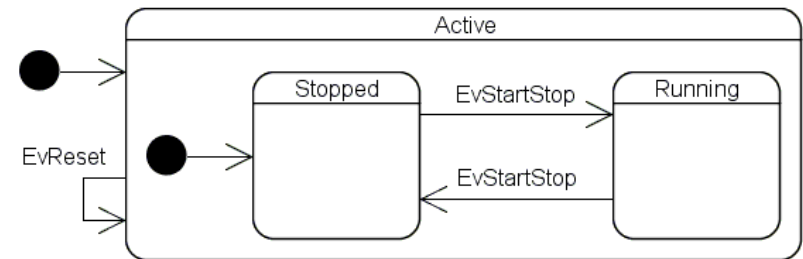 Active
Stopped
EvStartStop
Running
EvReset
EvStartStop